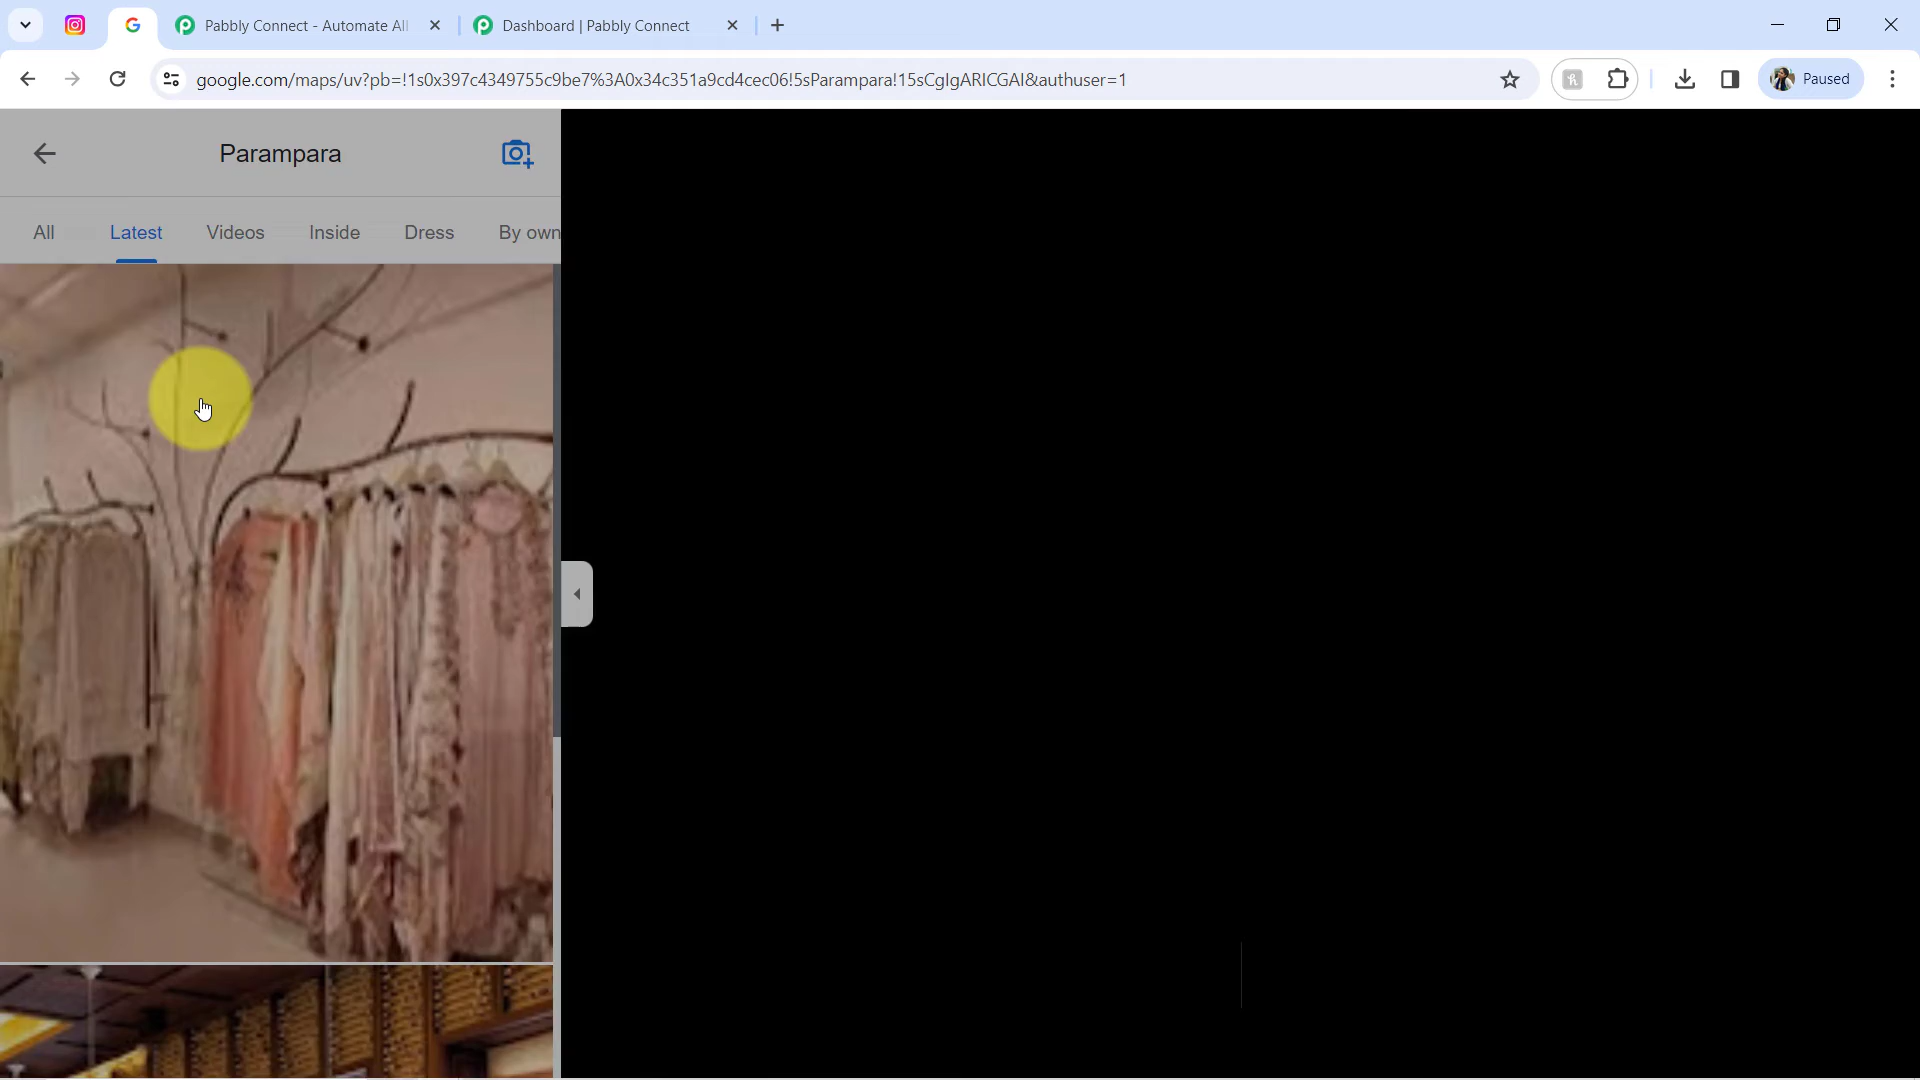 Pabbly Connect - Automate All
Dashboard | Pabbly Connect
google.com/maps/uv?pb=!1s0x397c4349755c9be7%3A0x34c351a9cd4cec06!5sParampara!15sCgIgARICGAI&authuser=1
Paused
Parampara
All
Latest
Videos
Inside
Dress
By own